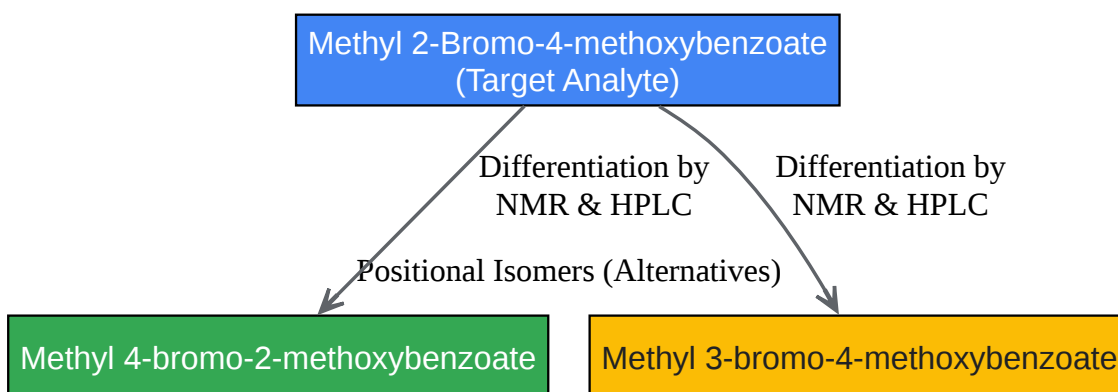 Methyl 2-Bromo-4-methoxybenzoate
(Target Analyte)
Differentiation by
NMR & HPLC
Differentiation by
NMR & HPLC
Positional Isomers (Alternatives)
Methyl 4-bromo-2-methoxybenzoate
Methyl 3-bromo-4-methoxybenzoate